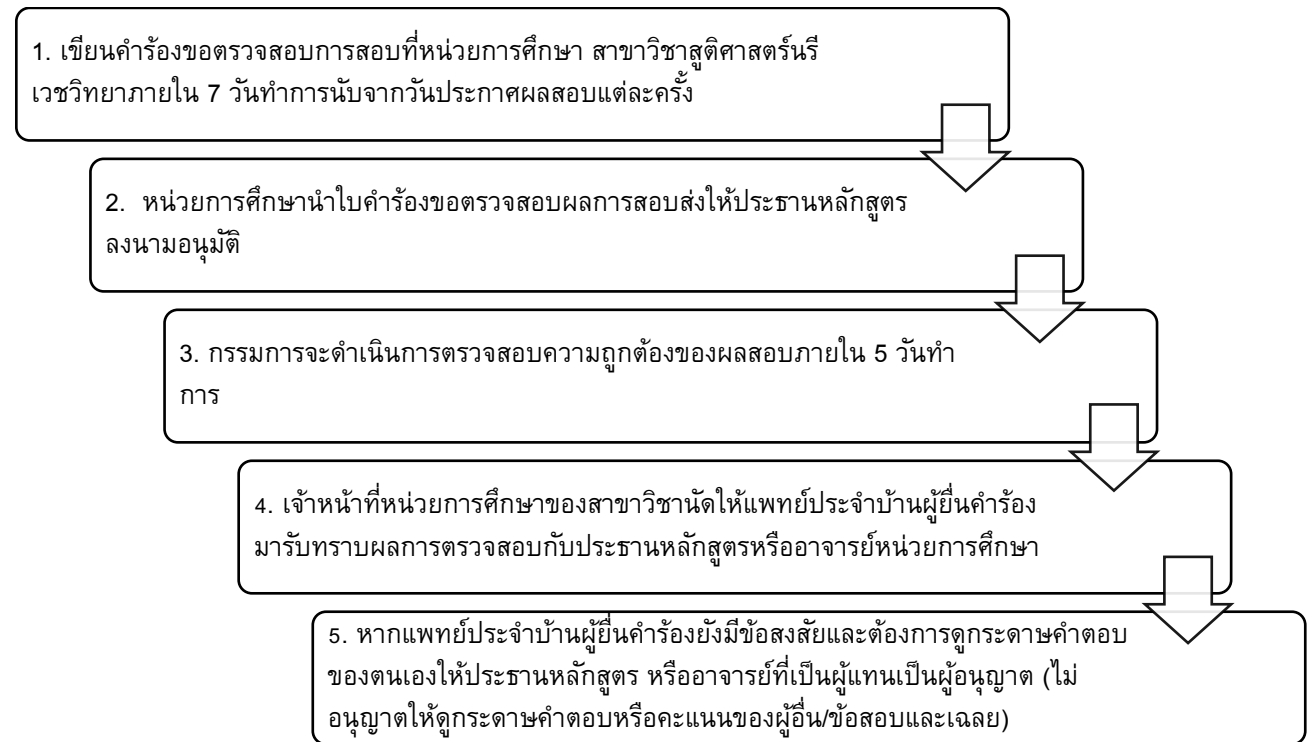 1. เขียนคำร้องขอตรวจสอบการสอบที่หน่วยการศึกษา สาขาวิชาสูติศาสตร์นรี
เวชวิทยาภายใน 7 วันทำการนับจากวันประกาศผลสอบแต่ละครั้ง
2. หน่วยการศึกษานำใบคำร้องขอตรวจสอบผลการสอบส่งให้ประธานหลักสูตร
ลงนามอนุมัติ
3. กรรมการจะดำเนินการตรวจสอบความถูกต้องของผลสอบภายใน 5 วันทำ
การ
4. เจ้าหน้าที่หน่วยการศึกษาของสาขาวิชานัดให้แพทย์ประจำบ้านผู้ยื่นคำร้อง
มารับทราบผลการตรวจสอบกับประธานหลักสูตรหรืออาจารย์หน่วยการศึกษา
5. หากแพทย์ประจำบ้านผู้ยื่นคำร้องยังมีข้อสงสัยและต้องการดูกระดาษคำตอบ
ของตนเองให้ประธานหลักสูตร หรืออาจารย์ที่เป็นผู้แทนเป็นผู้อนุญาต (ไม่
อนุญาตให้ดูกระดาษคำตอบหรือคะแนนของผู้อื่น/ข้อสอบและเฉลย)